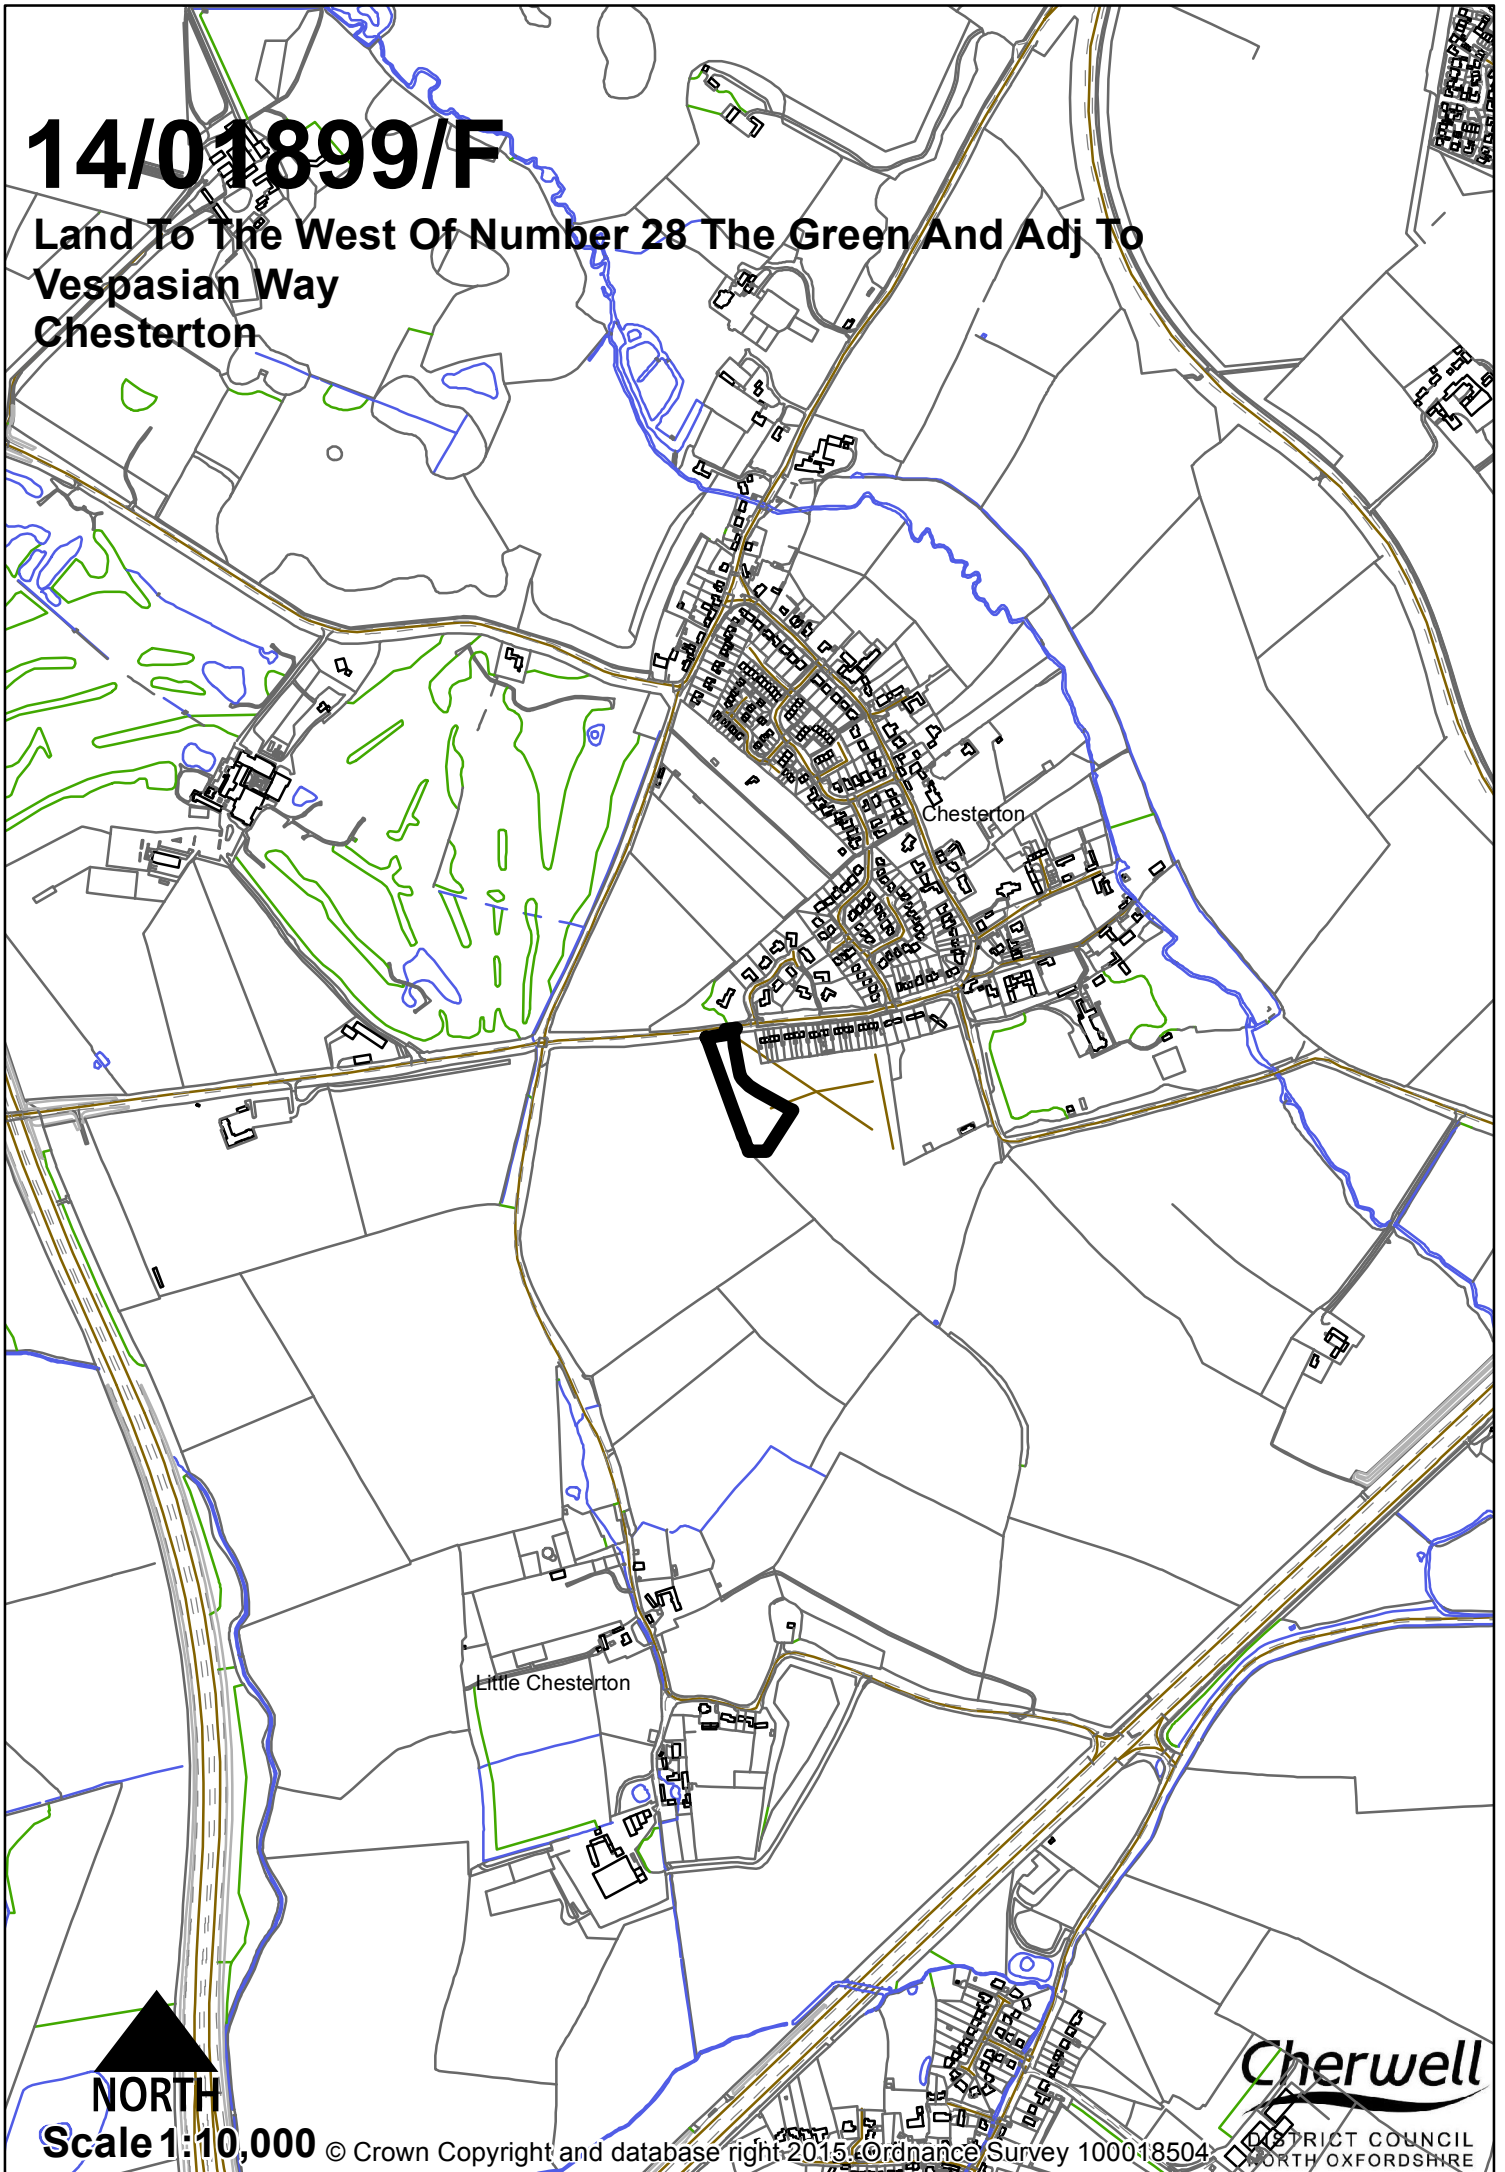 14/01899/F
Land To The West Of Number 28 The Green And Adj To
Vespasian Way
Chesterton
Chesterton
Little Chesterton
NORTH
Scale 1:10,000
© Crown Copyright and database right 2015. Ordnance Survey 100018504
Cherwell
DISTRICT COUNCIL
NORTH OXFORDSHIRE